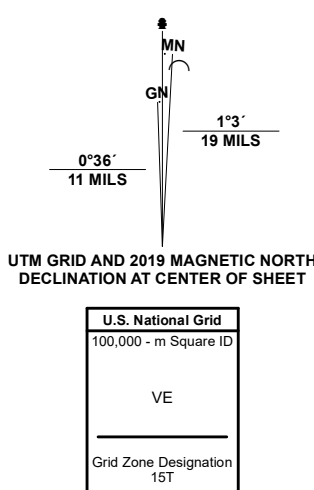 MN
GN
1°3´
19 MILS
0°36´
11 MILS
UTM GRID AND 2019 MAGNETIC NORTH
DECLINATION AT CENTER OF SHEET
U.S. National Grid
100,000 - m Square ID
VE
Grid Zone Designation
15T